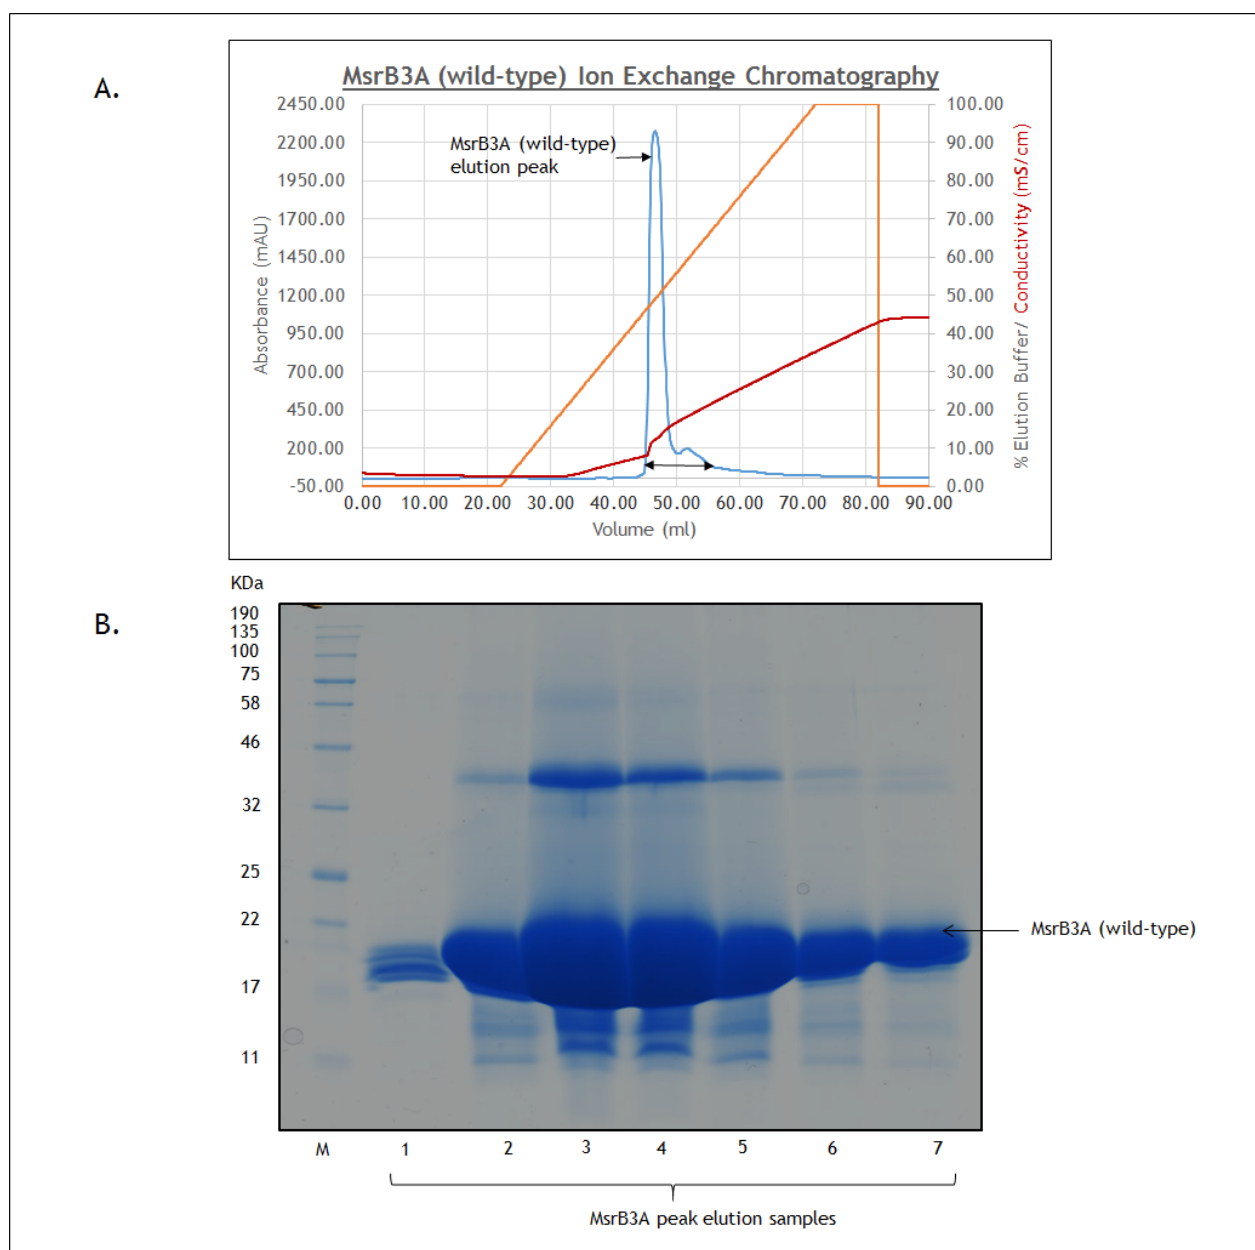 A.
MsrB3A (wild-type) Ion Exchange Chromatography
MsrB3A (wild-type)
elution peak
Absorbance (mAU)
2450.00
2200.00
1950.00
1700.00
1450.00
1200.00
950.00
700.00
450.00
200.00
-50.00
100.00
90.00
80.00
70.00
60.00
50.00
40.00
30.00
20.00
10.00
0.00
% Elution Buffer/ Conductivity (mS/cm)
0.00 10.00 20.00 30.00 40.00 50.00 60.00 70.00 80.00 90.00
Volume (ml)
B.
KDa
190
135
100
75
58
46
32
25
22
17
11
MsrB3A (wild-type)
M 1 2 3 4 5 6 7
MsrB3A peak elution samples